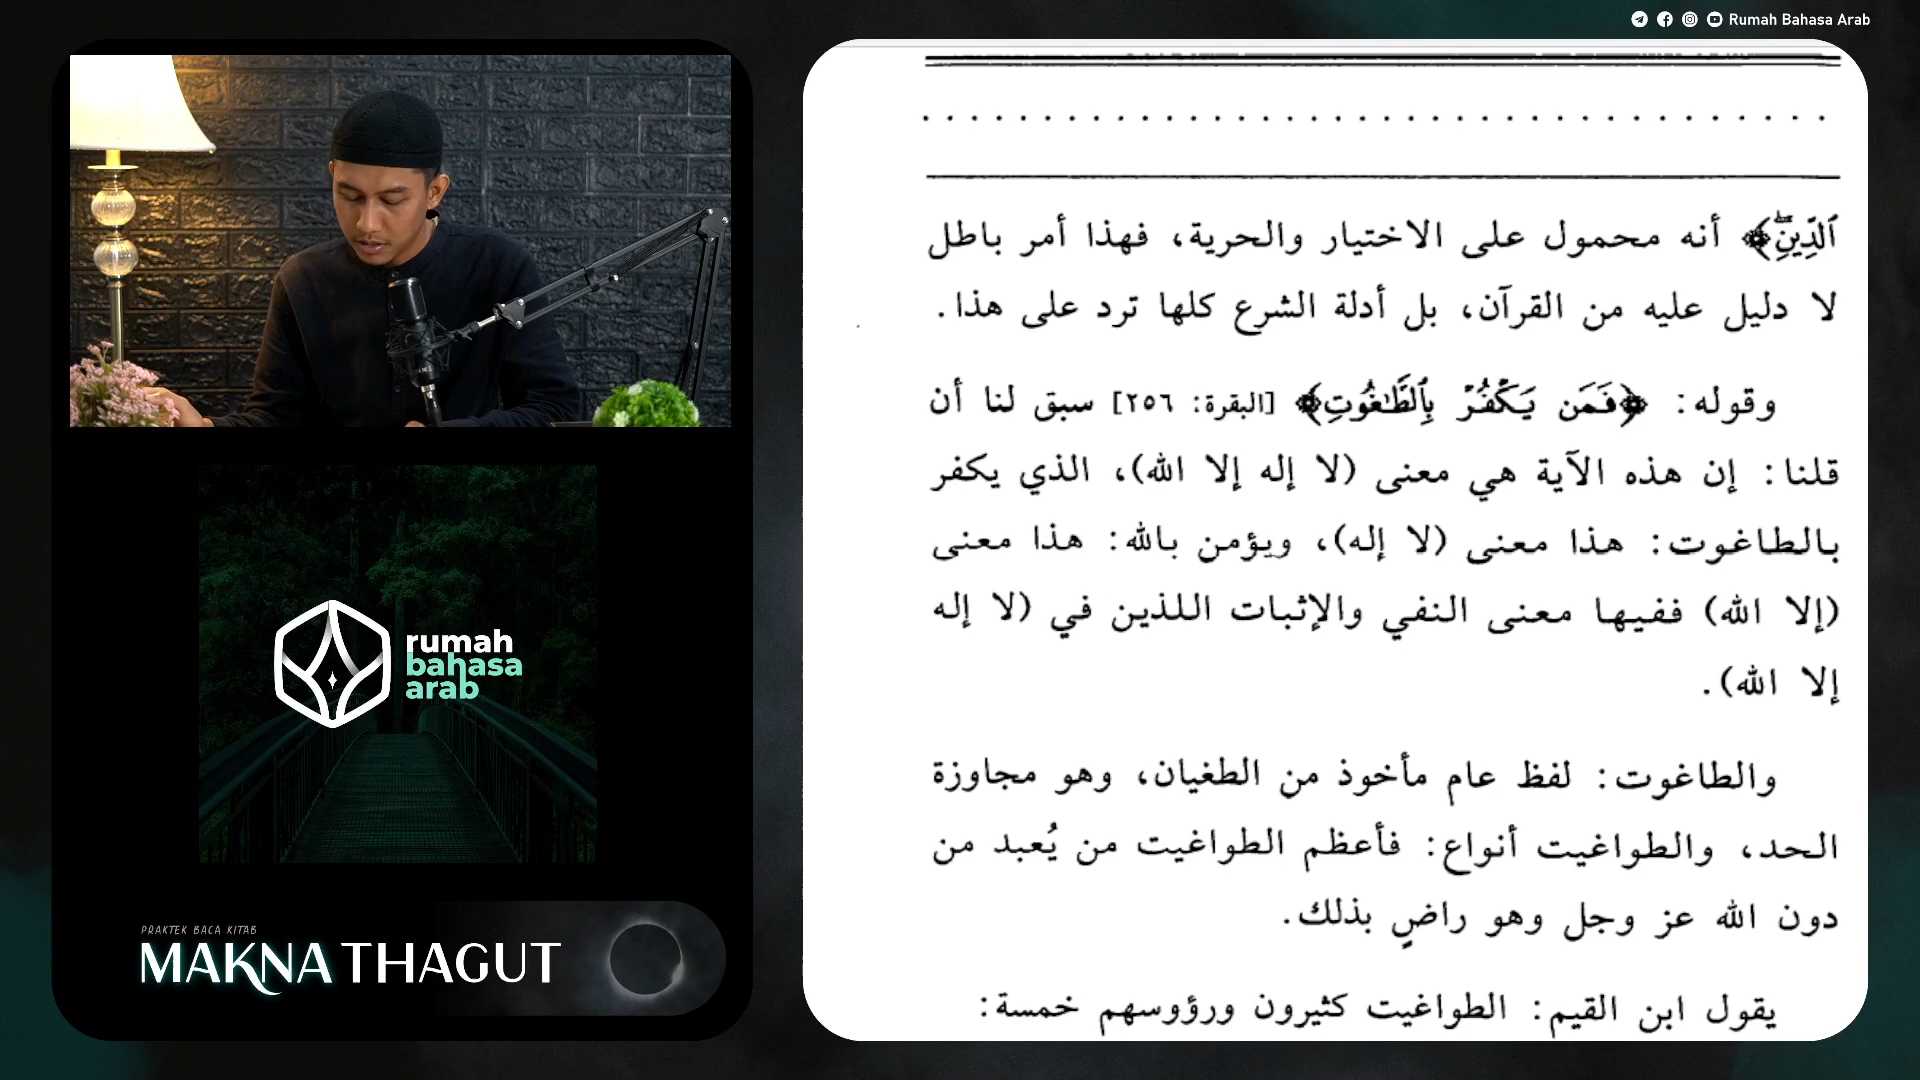 Rumah Bahasa Arab
ٱلدِّينِۖ﴾ أنه محمول على الاختيار والحرية، فهذا أمر باطل
لا دليل عليه من القرآن، بل أدلة الشرع كلها ترد على هذا.
وقوله: ﴿فَمَن يَكْفُرْ بِٱلطَّٰغُوتِ﴾ [البقرة: ٢٥٦] سبق لنا أن
قلنا: إن هذه الآية هي معنى (لا إله إلا الله)، الذي يكفر
بالطاغوت: هذا معنى (لا إله)، ويؤمن بالله: هذا معنى
(إلا الله) ففيها معنى النفي والإثبات اللذين في (لا إله
إلا الله).
والطاغوت: لفظ عام مأخوذ من الطغيان، وهو مجاوزة
الحد، والطواغيت أنواع: فأعظم الطواغيت من يُعبد من
دون الله عز وجل وهو راضٍ بذلك.
يقول ابن القيم: الطواغيت كثيرون ورؤوسهم خمسة:
rumah
bahasa
arab
PRAKTEK BACA KITAB
MAKNA THAGUT